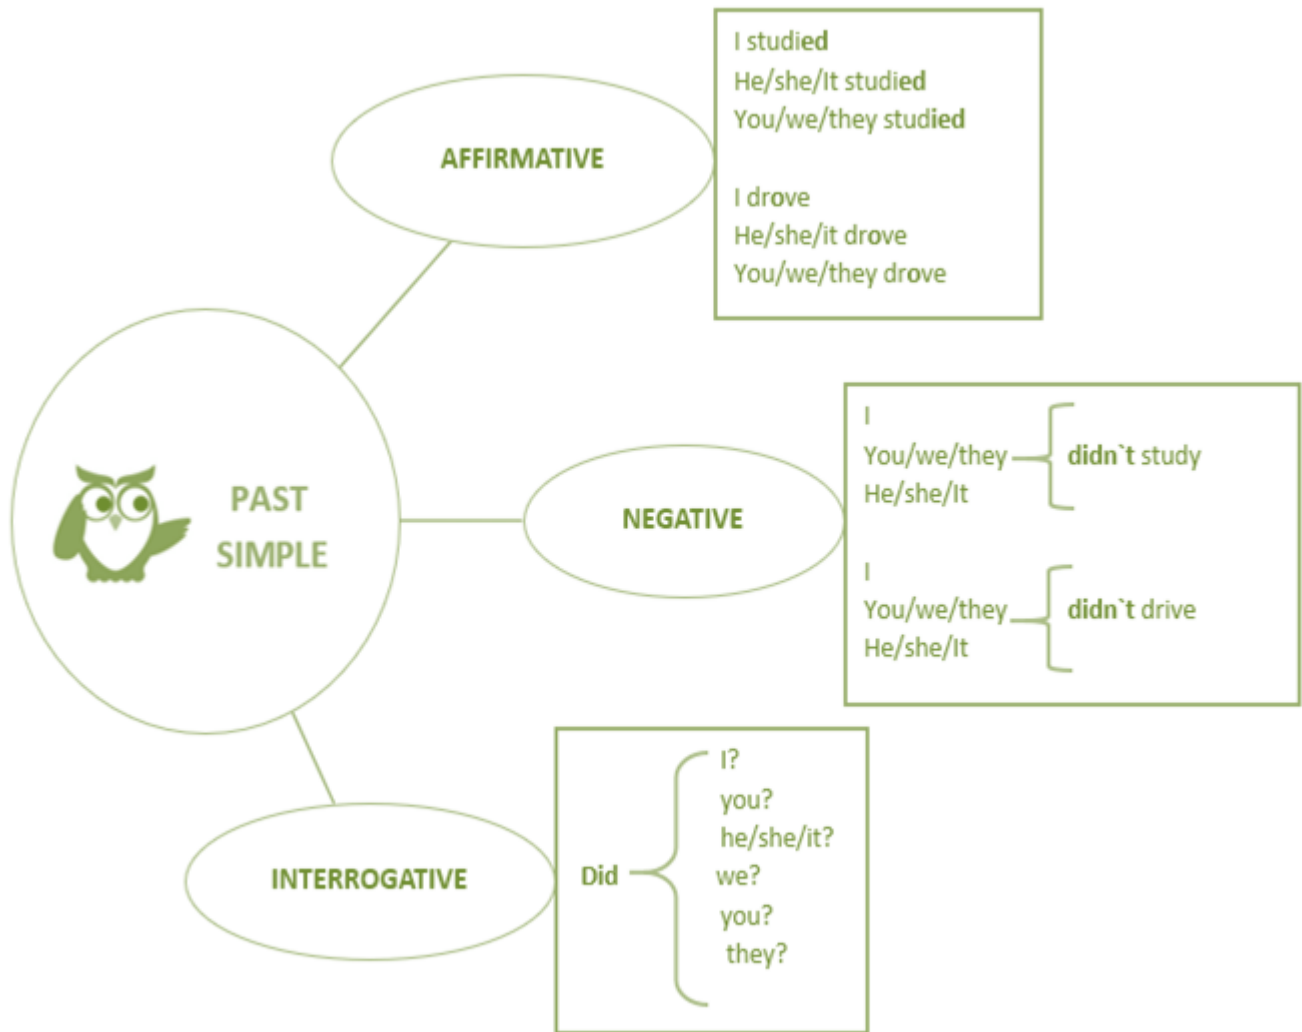 PAST
SIMPLE
AFFIRMATIVE
I studied
He/she/It studied
You/we/they studied
I drove
He/she/it drove
You/we/they drove
NEGATIVE
I
You/we/they
He/she/It
didn`t study
I
You/we/they
He/she/It
didn`t drive
INTERROGATIVE
Did
I?
you?
he/she/it?
we?
you?
they?